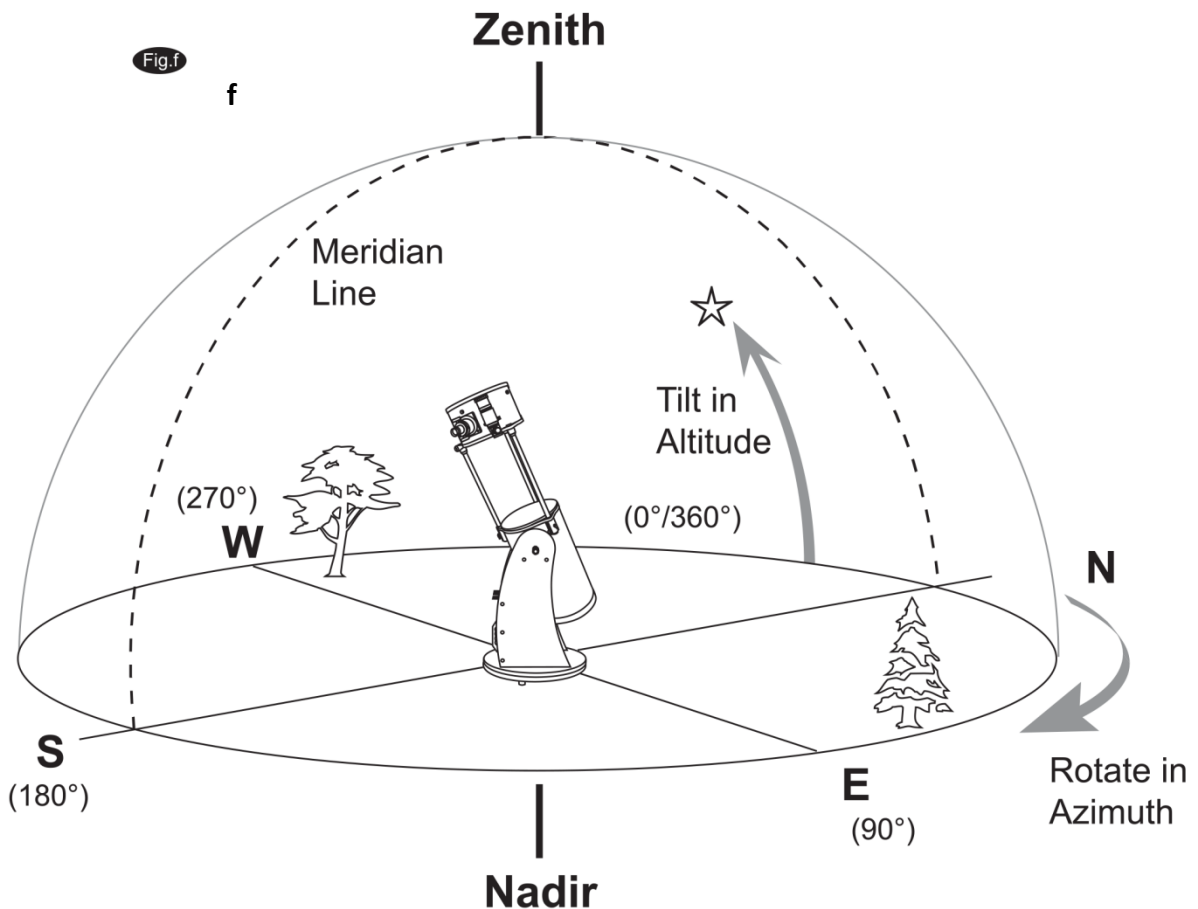 Zenith
Fig.f
f
Meridian
Line
Tilt in
Altitude
(270°)
(0°/360°)
W
N
S
(180°)
E
(90°)
Rotate in
Azimuth
Nadir